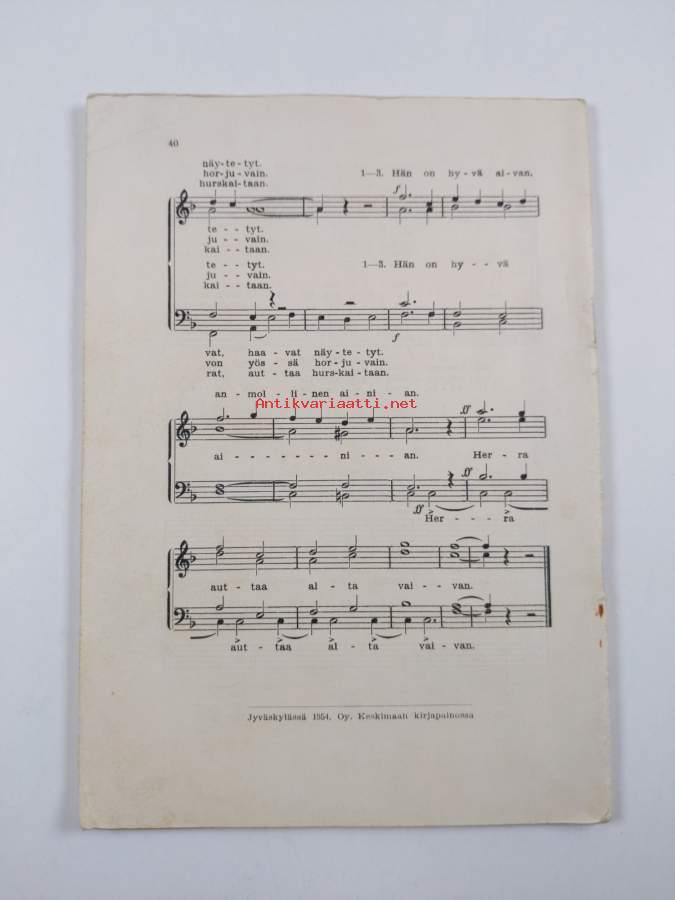 40
näy-te-tyt.
hor-ju-vain. 1—3. Hän on hy-vä ai-van.
hurskai-taan.
f
te - - tyt.
ju - - vain.
kai - - taan.
te - - tyt. 1—3. Hän on hy - - vä
ju - - vain.
kai - - taan.
f
vat, haa-vat näy-te-tyt.
von yös-sä hor-ju-vain.
rat, aut-taa hurs-kai-taan.
an-mol-li-nen ai-ni-an.
Antikvariaatti.net
ff
ai - - - - - - - ni - - an. Her - ra
ff
ff
Her - - - ra
aut - taa al - ta vai - - van.
aut - taa al - ta vai-van.
Jyväskylässä 1954. Oy. Keskimaan kirjapainossa